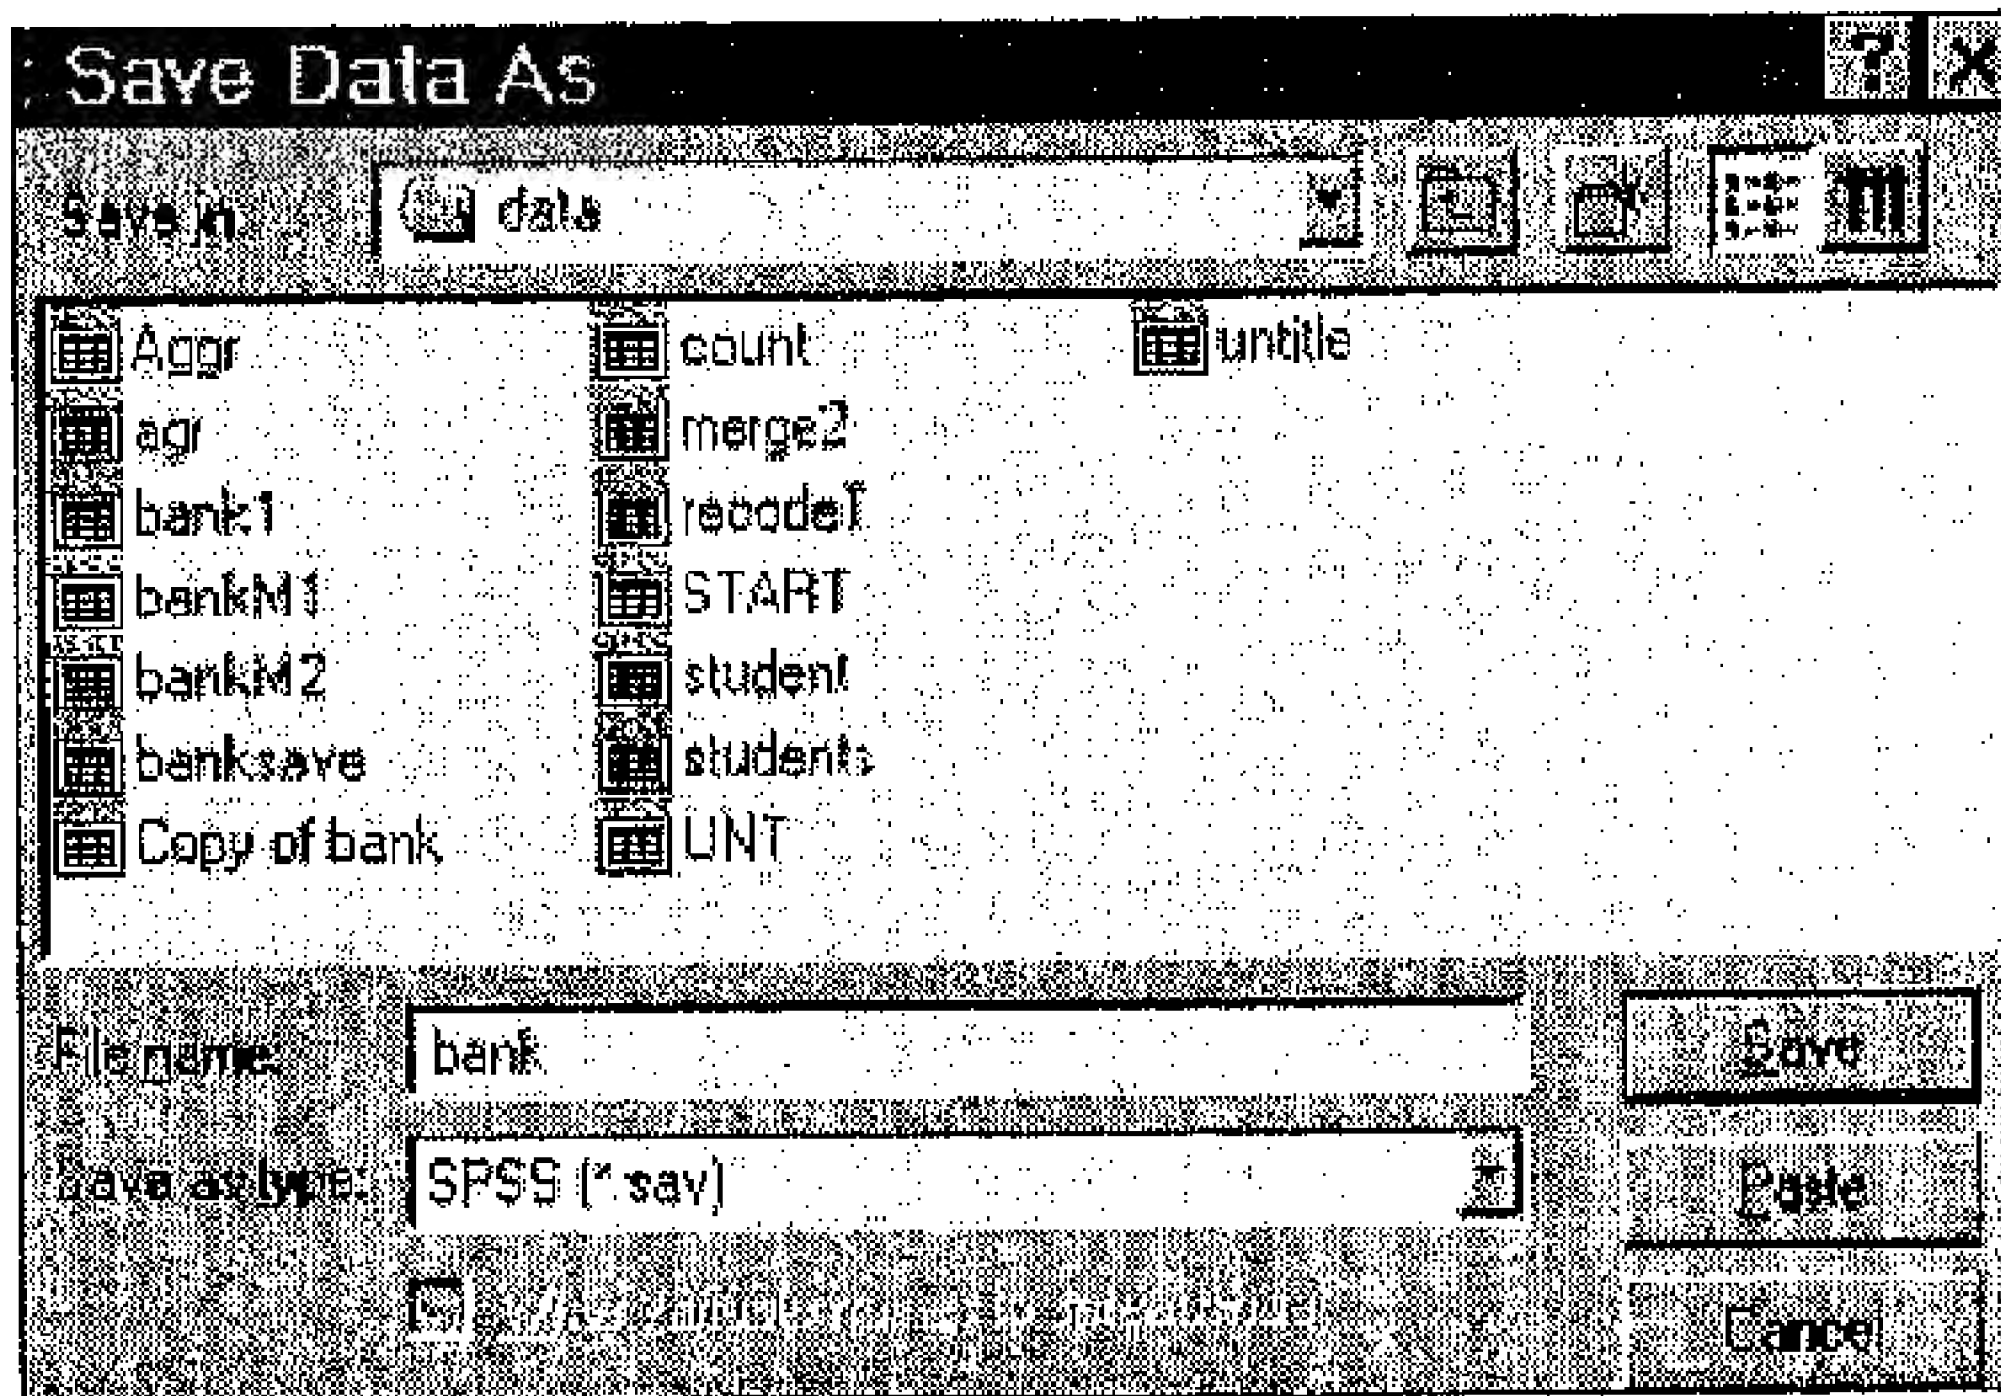 Save Data As
Save in:
data
Aggr
agr
bank1
bankM1
bankM2
banksave
Copy of bank
count
merge2
recode1
START
student
students
UNT
untitle
File name:
bank
Save
Save as type:
SPSS (*.sav)
Paste
Cancel